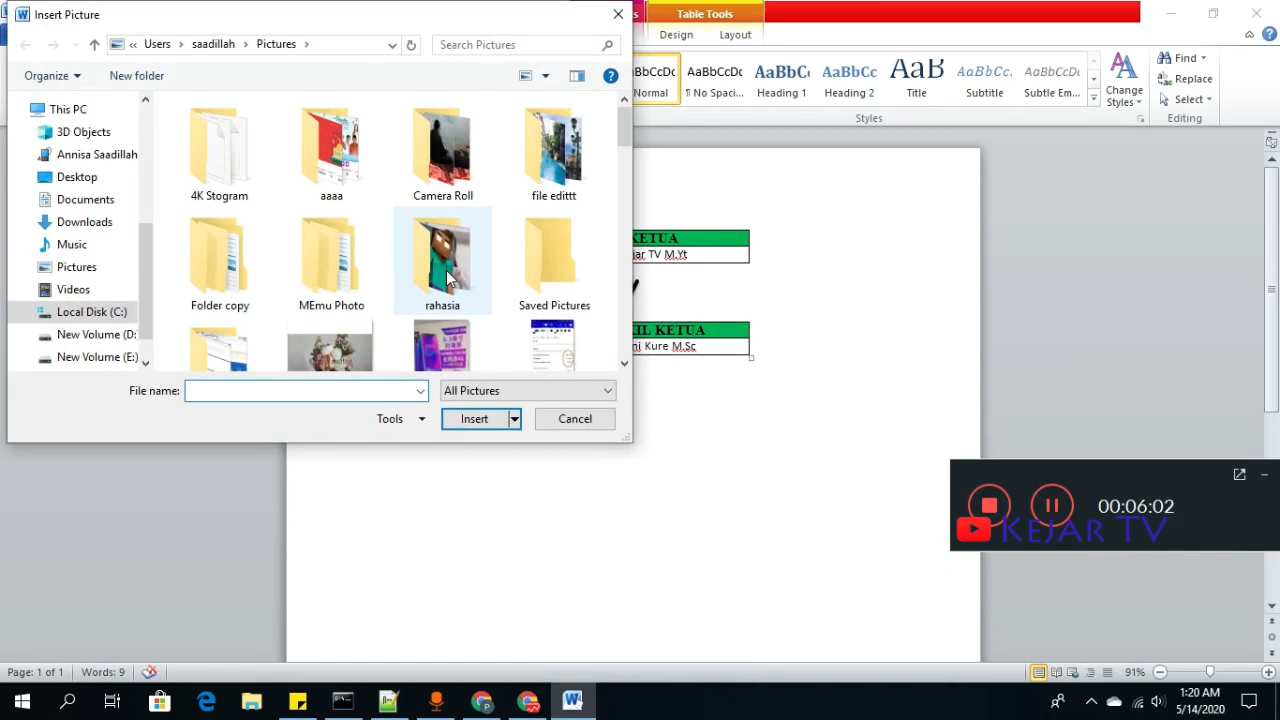 Insert Picture
Table Tools
Design
Layout
Users
saadillah
Pictures
Search Pictures
Organize
New folder
This PC
3D Objects
Annisa Saadillah
Desktop
Documents
Downloads
Music
Pictures
Videos
Local Disk (C:)
New Volume (D:
New Volume (E:)
4K Stogram
aaaa
Camera Roll
file edittt
Folder copy
MEmu Photo
rahasia
Saved Pictures
File name:
All Pictures
Tools
Insert
Cancel
AaBbCcDc
AaBbCc
AaBbCc
AaB
AaBbCc.
AaBbCcDc
Normal
¶ No Spaci...
Heading 1
Heading 2
Title
Subtitle
Subtle Em...
Change
Styles
Find
Replace
Select
Styles
Editing
KETUA
jar TV M.Yt
KIL KETUA
ni Kure M.Sc
00:06:02
KEJAR TV
Page: 1 of 1
Words: 9
91%
1:20 AM
5/14/2020